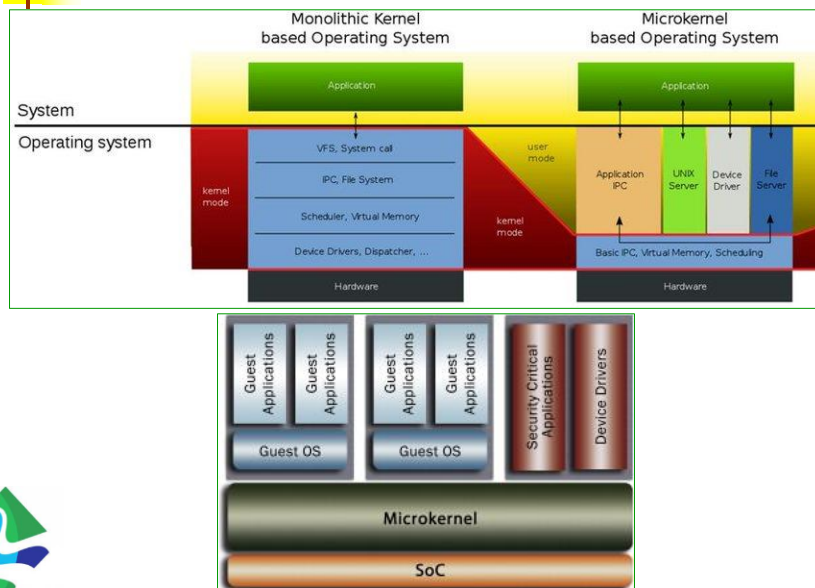 Monolithic Kernel
based Operating System
Microkernel
based Operating System
Application
Application
System
Operating system
VFS, System call
IPC, File System
Scheduler, Virtual Memory
Device Drivers, Dispatcher, ...
Hardware
kernel
mode
kernel
mode
user
mode
Application
IPC
UNIX
Server
Device
Driver
File
Server
Basic IPC, Virtual Memory, Scheduling
Hardware
Guest
Applications
Guest
Applications
Guest OS
Guest
Applications
Guest
Applications
Guest OS
Security Critical
Applications
Device Drivers
Microkernel
SoC